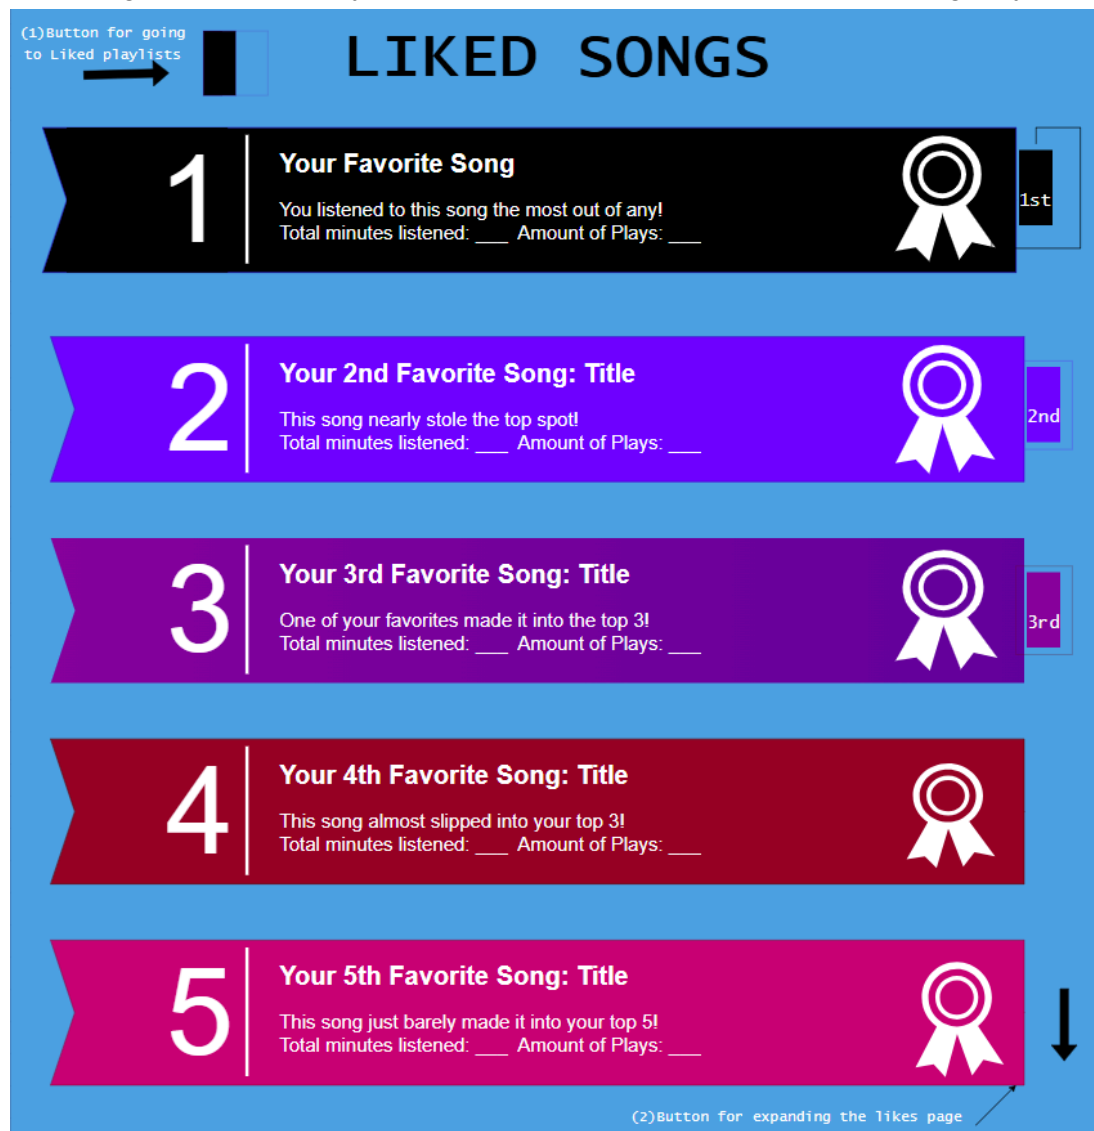 (1)Button for going
to Liked playlists
LIKED SONGS
1
Your Favorite Song
You listened to this song the most out of any!
Total minutes listened: ___ Amount of Plays: ___
1st
2
Your 2nd Favorite Song: Title
This song nearly stole the top spot!
Total minutes listened: ___ Amount of Plays: ___
2nd
3
Your 3rd Favorite Song: Title
One of your favorites made it into the top 3!
Total minutes listened: ___ Amount of Plays: ___
3rd
4
Your 4th Favorite Song: Title
This song almost slipped into your top 3!
Total minutes listened: ___ Amount of Plays: ___
5
Your 5th Favorite Song: Title
This song just barely made it into your top 5!
Total minutes listened: ___ Amount of Plays: ___
(2)Button for expanding the likes page